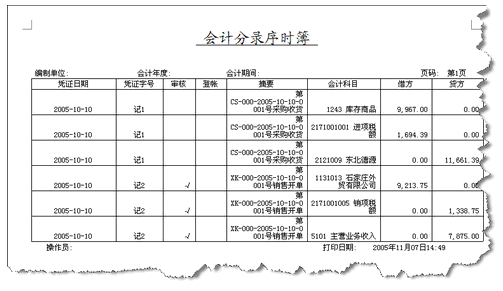 会计分录序时簿
编制单位: 会计年度: 会计期间: 页码: 第1页
凭证日期 凭证字号 审核 登帐 摘要 会计科目 借方 贷方
第
CS-000-2005-10-10-0
2005-10-10 记1 001号采购收货 1243 库存商品 9,967.00 0.00
第
CS-000-2005-10-10-0 2171001001 进项税
2005-10-10 记1 001号采购收货 额 1,694.39 0.00
第
CS-000-2005-10-10-0
2005-10-10 记1 001号采购收货 2121009 东北德源 0.00 11,661.39
第
XK-000-2005-10-10-0 1131013 石家庄外
2005-10-10 记2 √ 001号销售开单 贸有限公司 9,213.75 0.00
第
XK-000-2005-10-10-0 2171001005 销项税
2005-10-10 记2 √ 001号销售开单 额 0.00 1,338.75
第
XK-000-2005-10-10-0
2005-10-10 记2 √ 001号销售开单 5101 主营业务收入 0.00 7,875.00
操作员: 打印日期: 2005年11月07日14:49